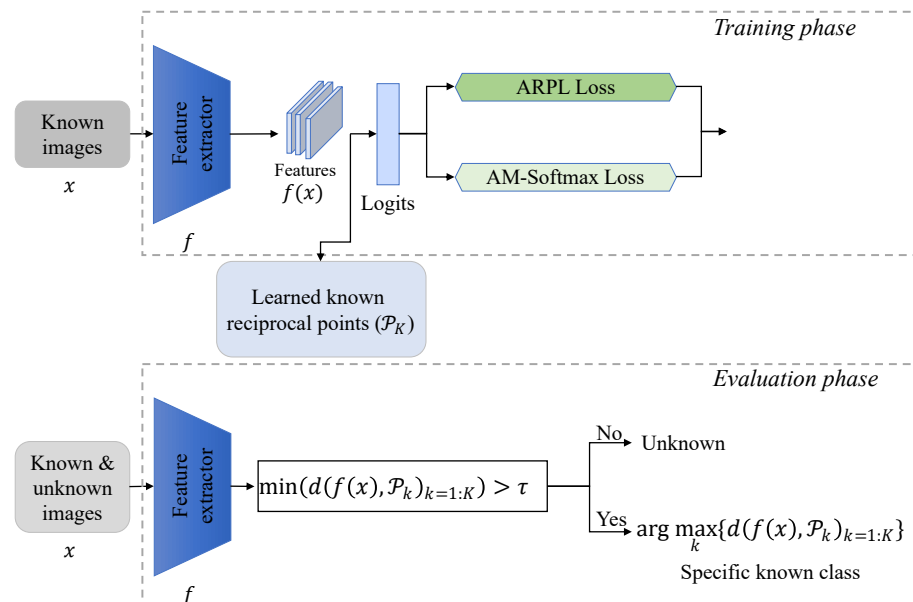 Training phase
Known
images
x
Feature
extractor
f
Features
f(x)
Logits
ARPL Loss
AM-Softmax Loss
Learned known
reciprocal points (𝒫_K)
Evaluation phase
Known &
unknown
images
x
Feature
extractor
f
min(d(f(x), 𝒫_k)_{k=1:K}) > τ
No
Unknown
Yes
arg max_k{d(f(x), 𝒫_k)_{k=1:K}}
Specific known class